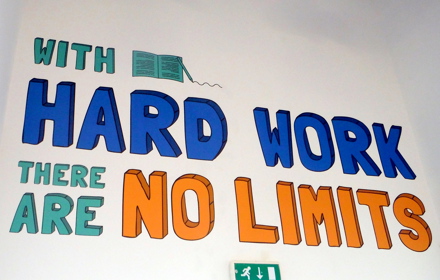 WITH
HARD WORK
THERE
ARE NO LIMITS